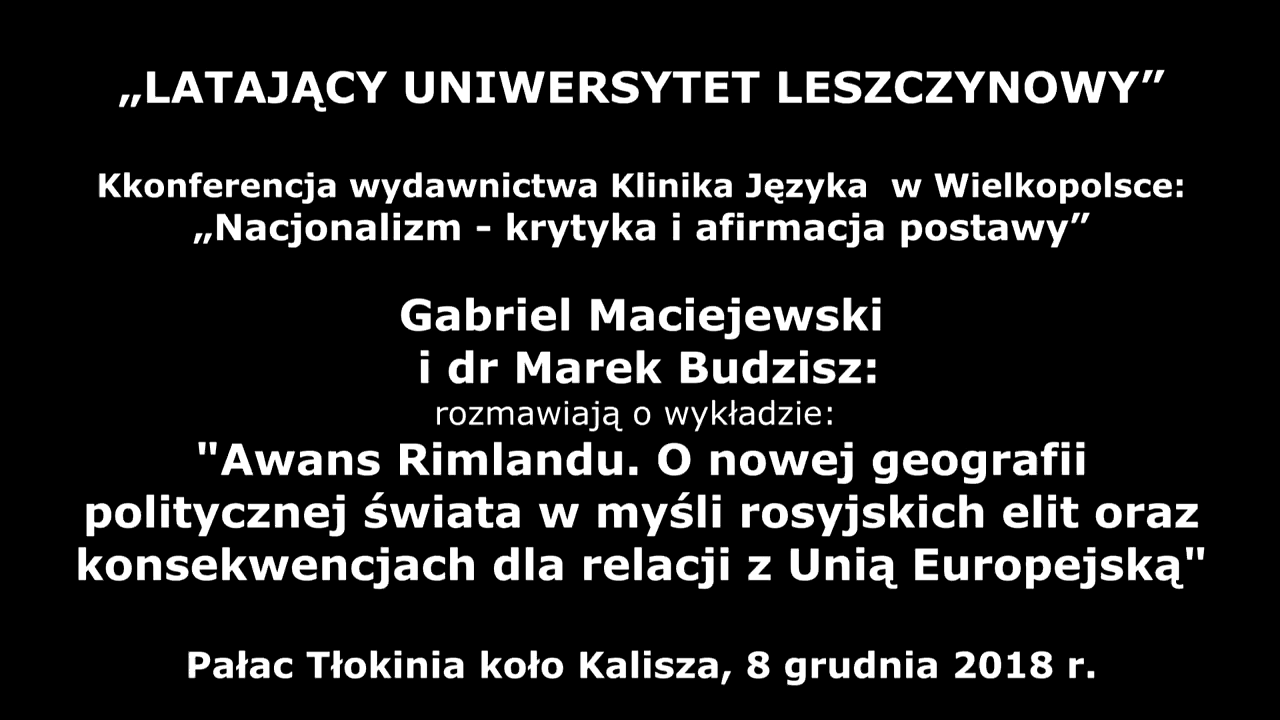 „LATAJĄCY UNIWERSYTET LESZCZYNOWY”
Kkonferencja wydawnictwa Klinika Języka  w Wielkopolsce:
„Nacjonalizm - krytyka i afirmacja postawy”
Gabriel Maciejewski
i dr Marek Budzisz:
rozmawiają o wykładzie:
"Awans Rimlandu. O nowej geografii
politycznej świata w myśli rosyjskich elit oraz
konsekwencjach dla relacji z Unią Europejską"
Pałac Tłokinia koło Kalisza, 8 grudnia 2018 r.